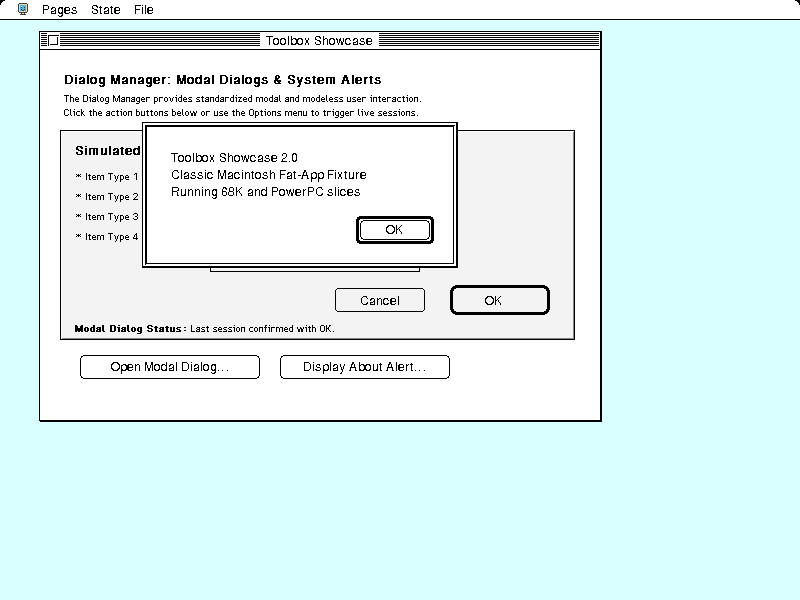 Pages State File
Toolbox Showcase
Dialog Manager: Modal Dialogs & System Alerts
The Dialog Manager provides standardized modal and modeless user interaction.
Click the action buttons below or use the Options menu to trigger live sessions.
Simulated
* Item Type 1
* Item Type 2
* Item Type 3
* Item Type 4
Toolbox Showcase 2.0
Classic Macintosh Fat-App Fixture
Running 68K and PowerPC slices
OK
Cancel OK
Modal Dialog Status: Last session confirmed with OK.
Open Modal Dialog... Display About Alert...